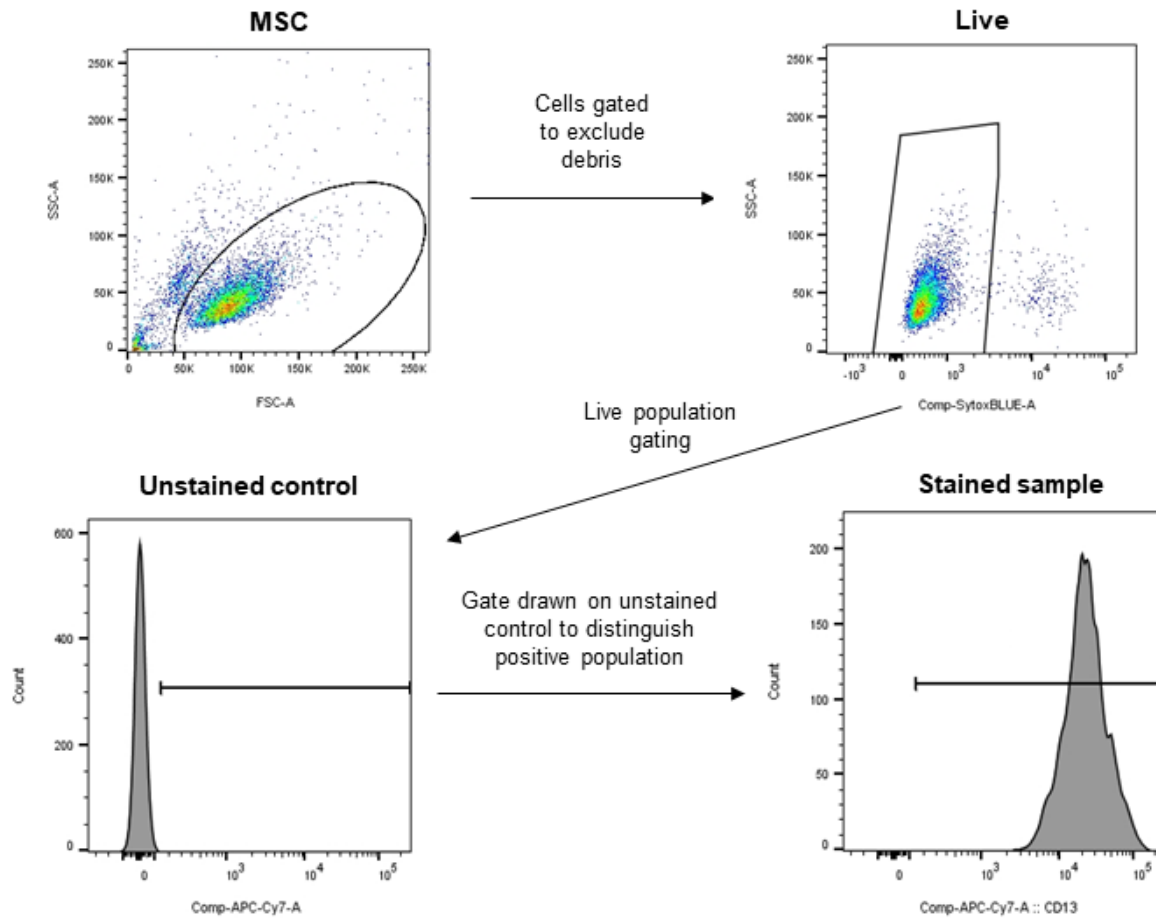 MSC
250K
200K
150K
100K
50K
0
SSC-A
0
50K
100K
150K
200K
250K
FSC-A
Cells gated
to exclude
debris
Live
250K
200K
150K
100K
50K
0
SSC-A
-10³
0
10³
10⁴
10⁵
Comp-SytoxBLUE-A
Live population
gating
Unstained control
600
400
200
0
Count
0
10³
10⁴
10⁵
Comp-APC-Cy7-A
Gate drawn on unstained
control to distinguish
positive population
Stained sample
200
150
100
50
0
Count
0
10³
10⁴
10⁵
Comp-APC-Cy7-A :: CD13